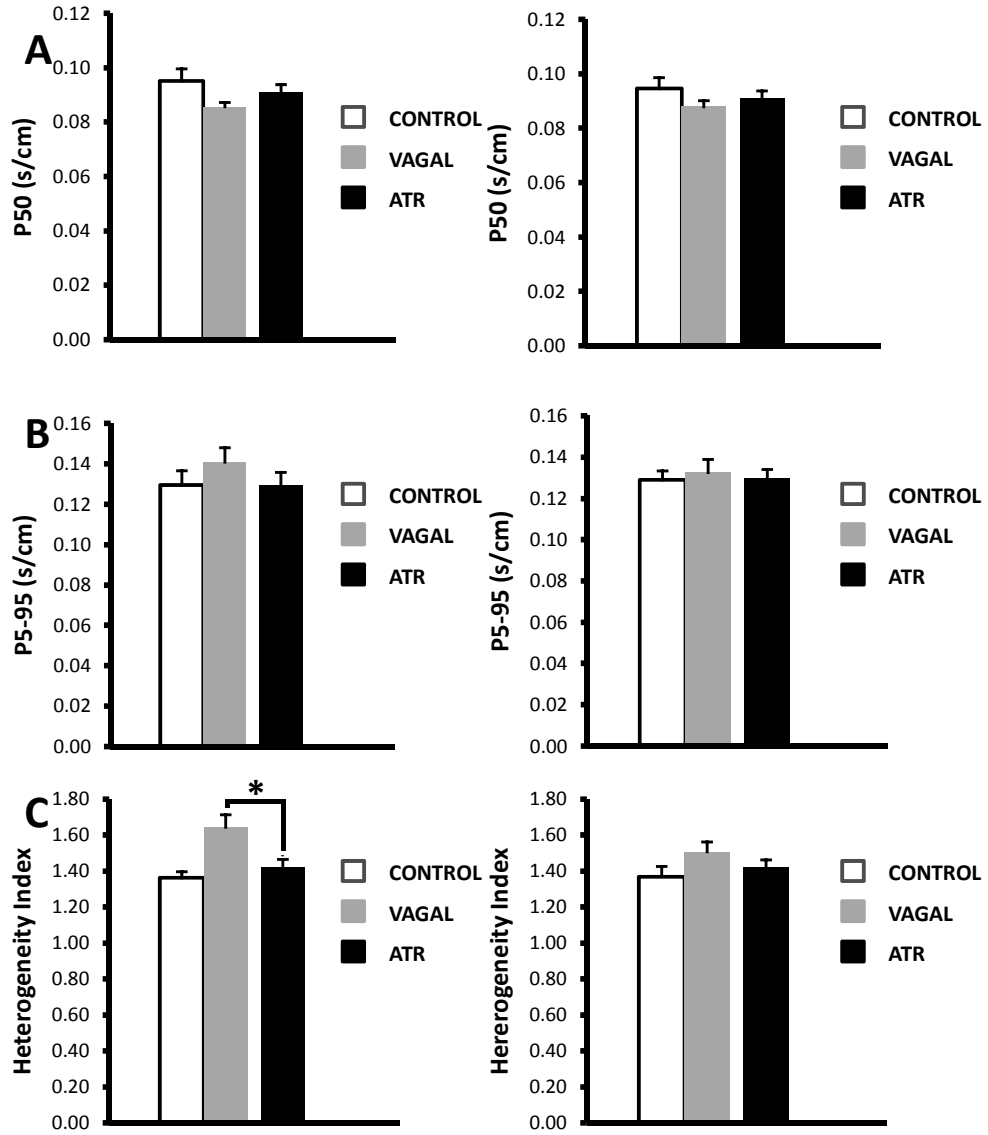 A
P50 (s/cm)
0.12
0.10
0.08
0.06
0.04
0.02
0.00
CONTROL
VAGAL
ATR
P50 (s/cm)
0.12
0.10
0.08
0.06
0.04
0.02
0.00
CONTROL
VAGAL
ATR
B
P5-95 (s/cm)
0.16
0.14
0.12
0.10
0.08
0.06
0.04
0.02
0.00
CONTROL
VAGAL
ATR
P5-95 (s/cm)
0.16
0.14
0.12
0.10
0.08
0.06
0.04
0.02
0.00
CONTROL
VAGAL
ATR
C
Heterogeneity Index
1.80
1.60
1.40
1.20
1.00
0.80
0.60
0.40
0.20
0.00
*
CONTROL
VAGAL
ATR
Hererogeneity Index
1.80
1.60
1.40
1.20
1.00
0.80
0.60
0.40
0.20
0.00
CONTROL
VAGAL
ATR